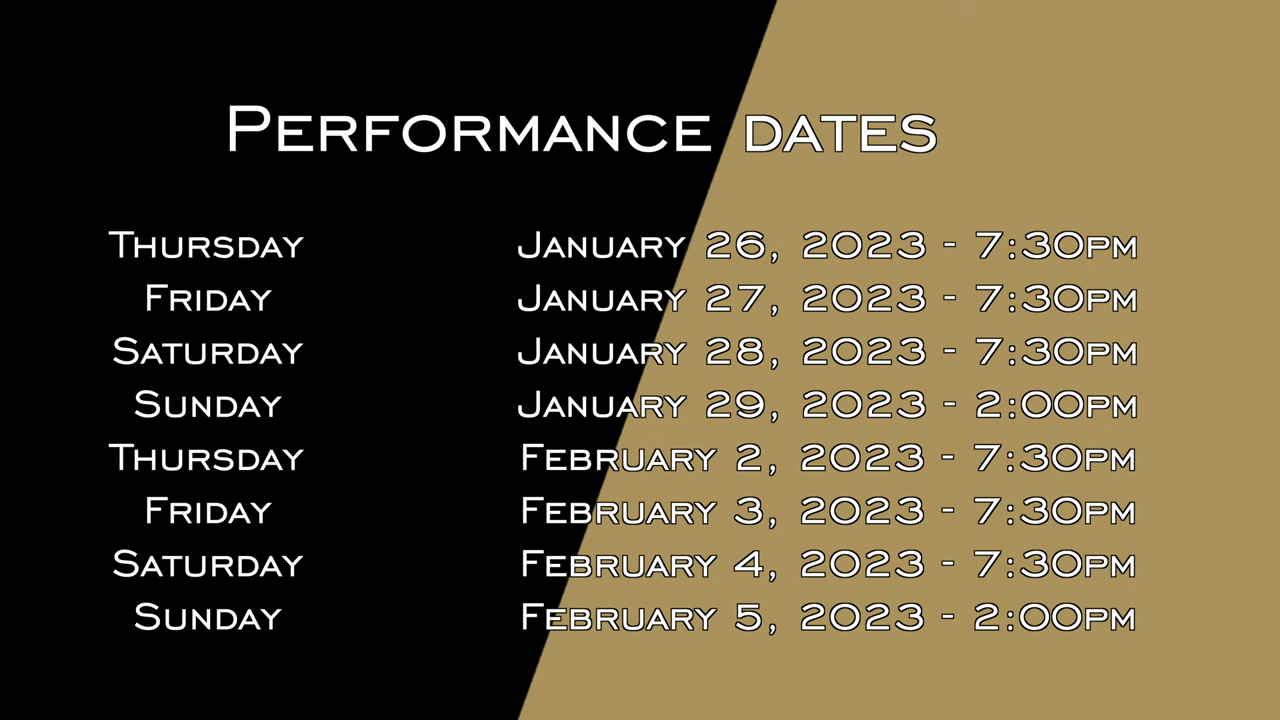 Performance dates
Thursday January 26, 2023 - 7:30pm
Friday January 27, 2023 - 7:30pm
Saturday January 28, 2023 - 7:30pm
Sunday January 29, 2023 - 2:00pm
Thursday February 2, 2023 - 7:30pm
Friday February 3, 2023 - 7:30pm
Saturday February 4, 2023 - 7:30pm
Sunday February 5, 2023 - 2:00pm